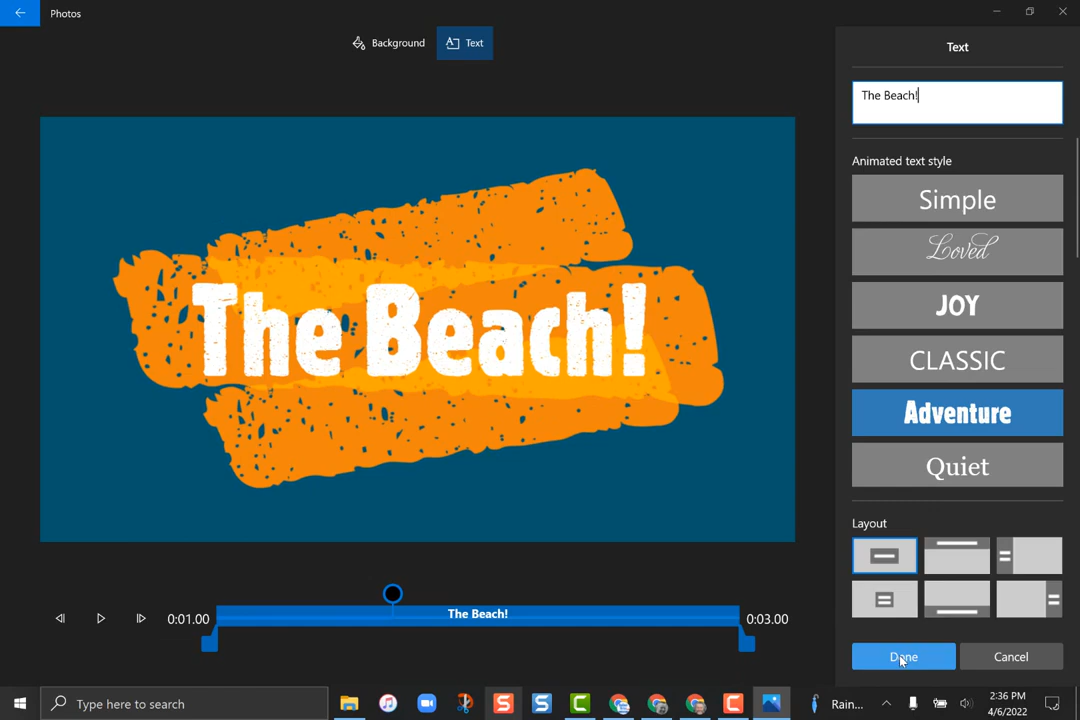 Photos
Background
Text
Text
The Beach!
Animated text style
Simple
Loved
JOY
CLASSIC
Adventure
Quiet
The Beach!
Layout
0:01.00
The Beach!
0:03.00
Done
Cancel
Type here to search
Rain...
2:36 PM
4/6/2022